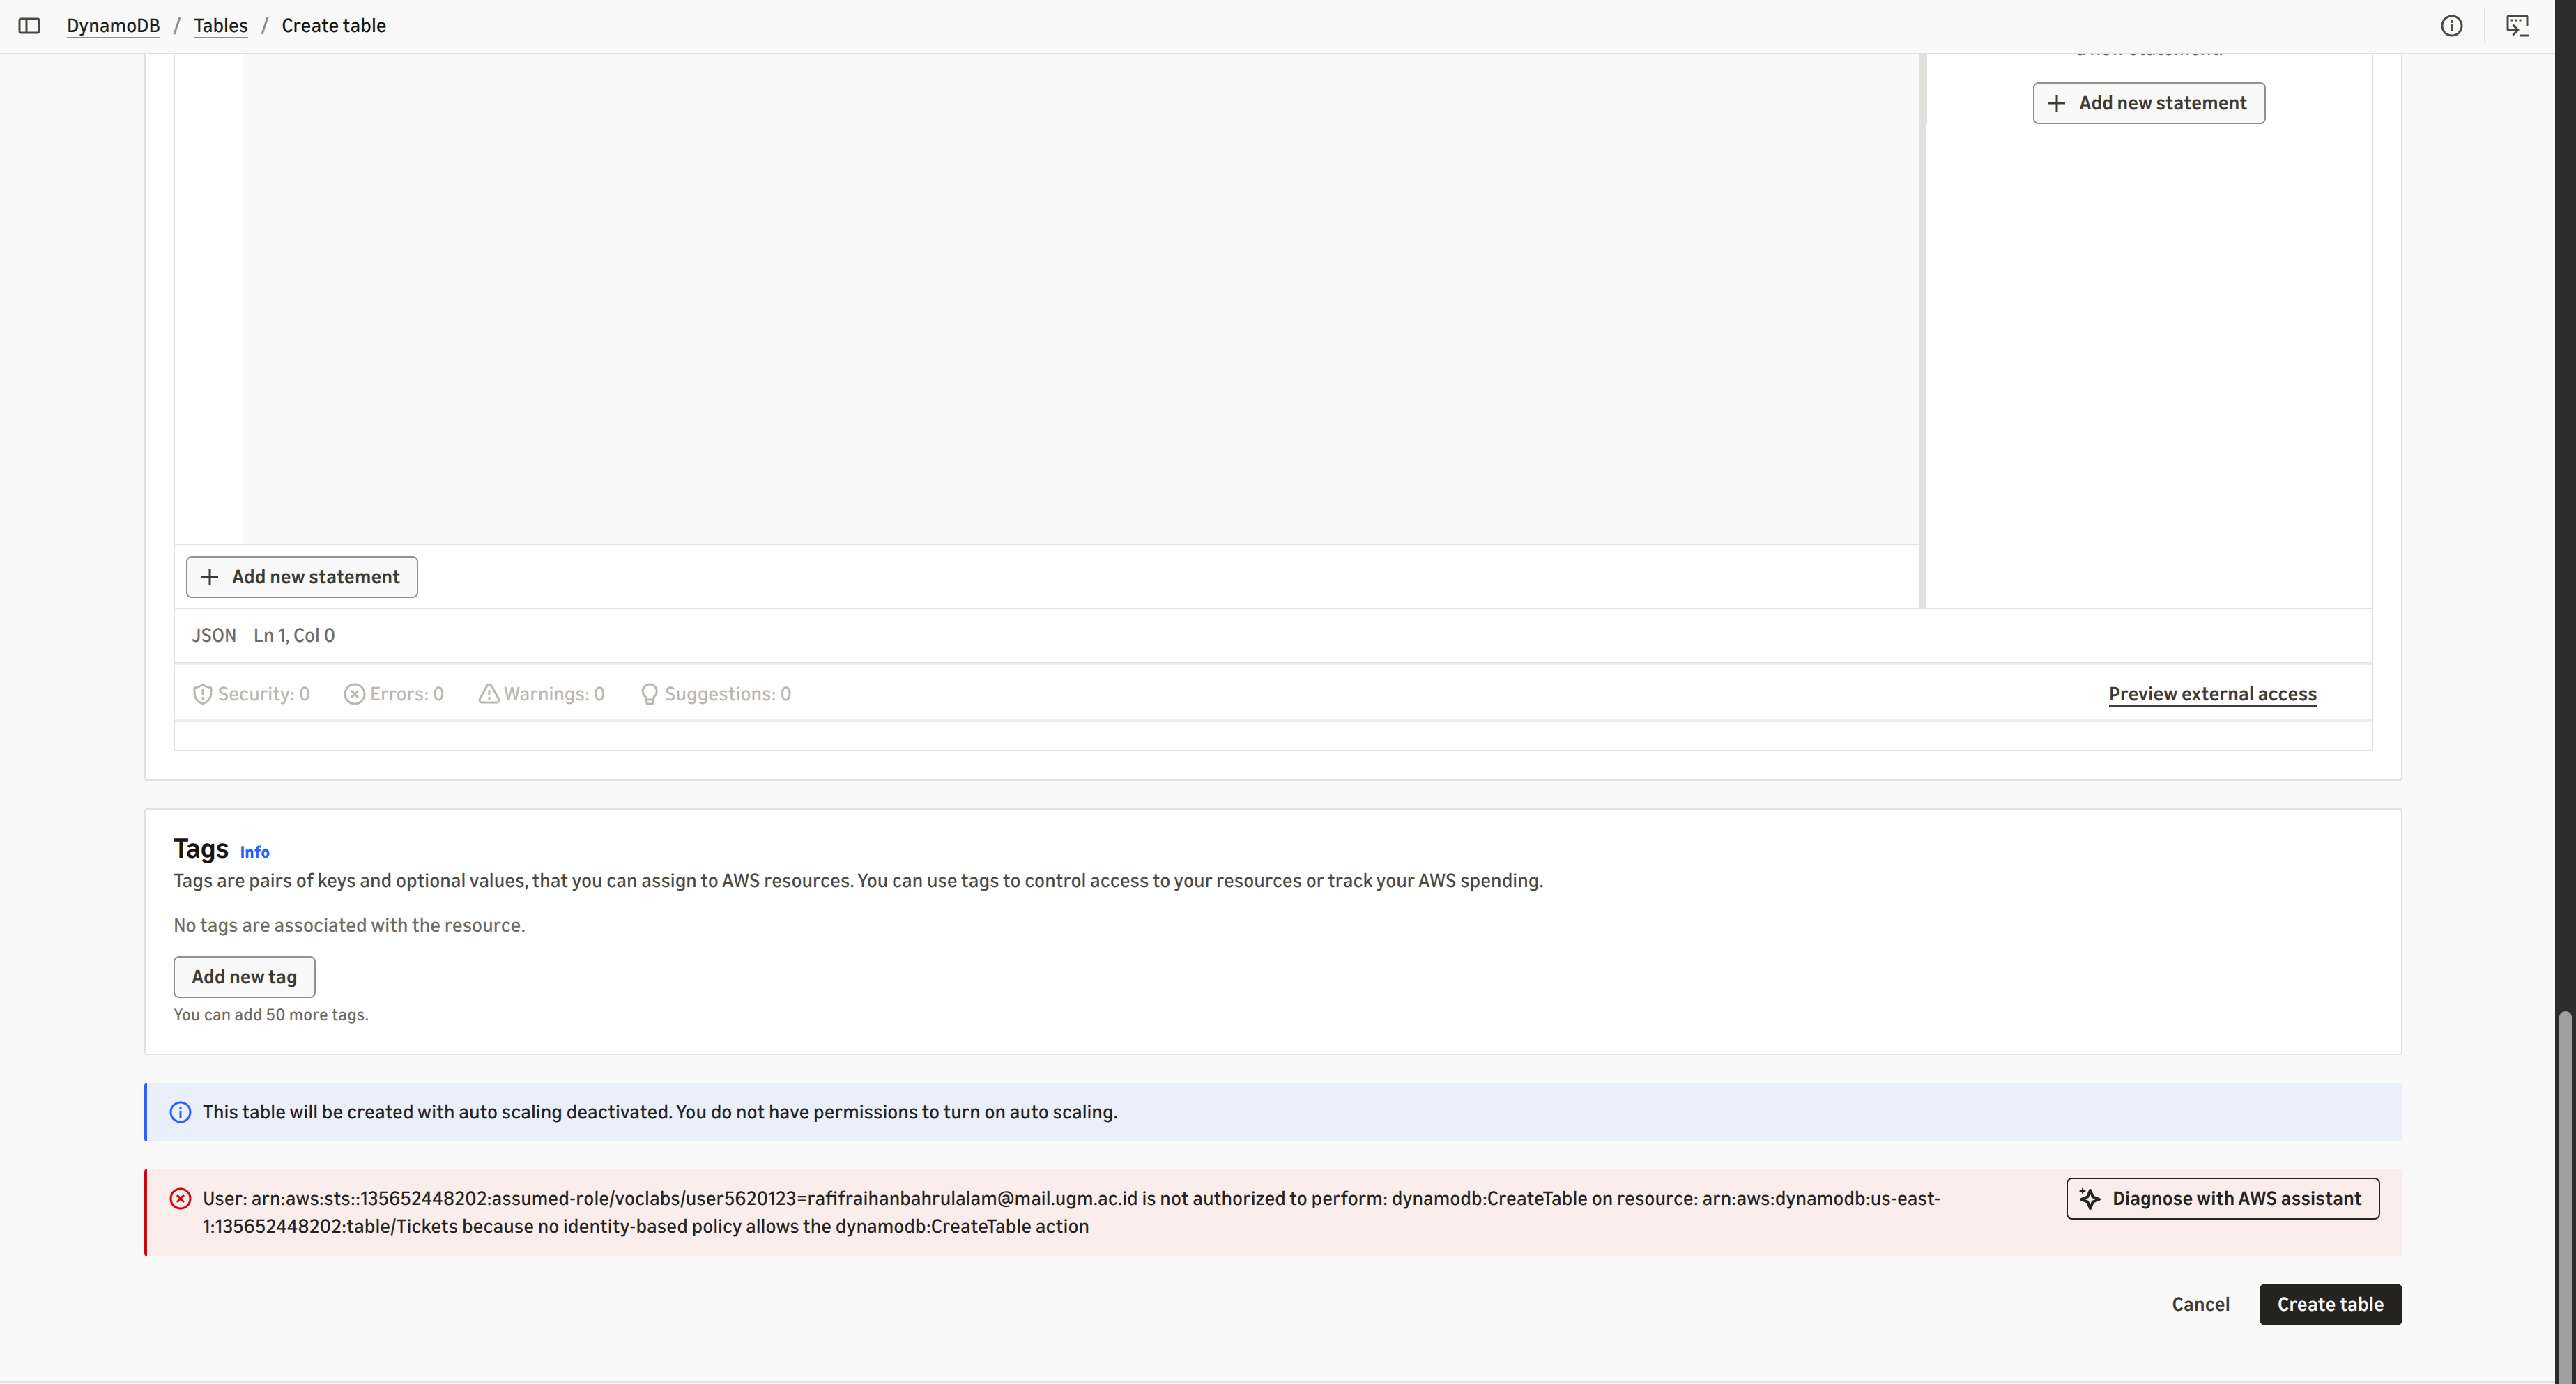 DynamoDB / Tables / Create table
Add new statement
Add new statement
JSON Ln 1, Col 0
Security: 0 Errors: 0 Warnings: 0 Suggestions: 0 Preview external access
Tags Info
Tags are pairs of keys and optional values, that you can assign to AWS resources. You can use tags to control access to your resources or track your AWS spending.
No tags are associated with the resource.
Add new tag
You can add 50 more tags.
This table will be created with auto scaling deactivated. You do not have permissions to turn on auto scaling.
User: arn:aws:sts::135652448202:assumed-role/voclabs/user5620123=rafifraihanbahrulalam@mail.ugm.ac.id is not authorized to perform: dynamodb:CreateTable on resource: arn:aws:dynamodb:us-east-
1:135652448202:table/Tickets because no identity-based policy allows the dynamodb:CreateTable action
Diagnose with AWS assistant
Cancel Create table